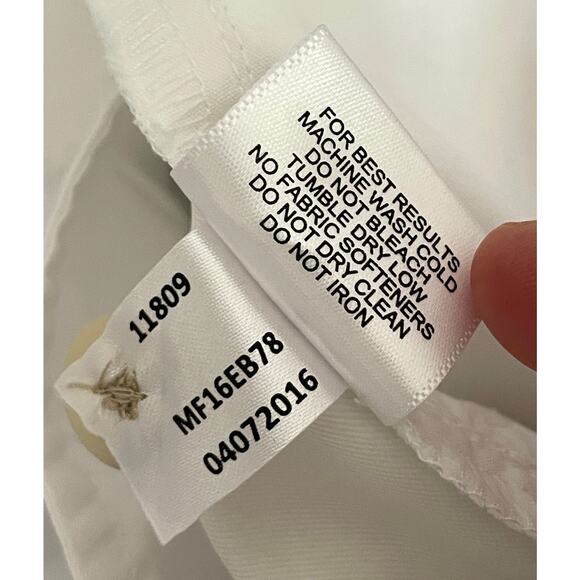 FOR BEST RESULTS
MACHINE WASH COLD
DO NOT BLEACH
TUMBLE DRY LOW
NO FABRIC SOFTENERS
DO NOT DRY CLEAN
DO NOT IRON
11809
MF16EB78
04072016